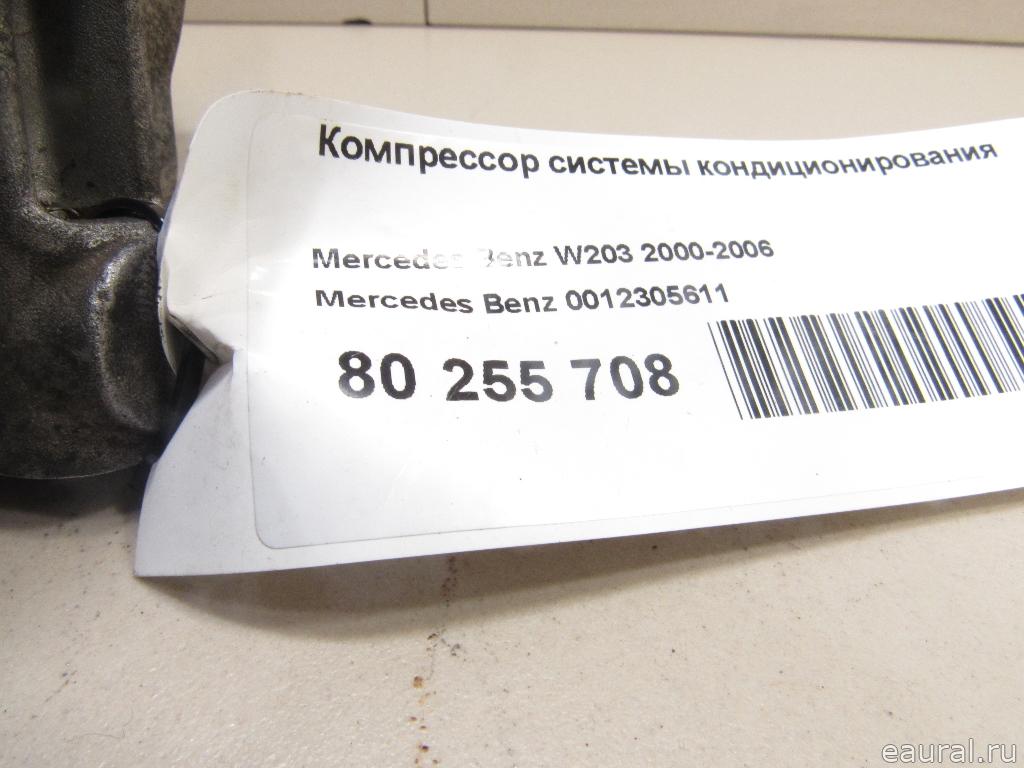 Компрессор системы кондиционирования
Mercedes Benz W203 2000-2006
Mercedes Benz 0012305611
80 255 708
eaural.ru